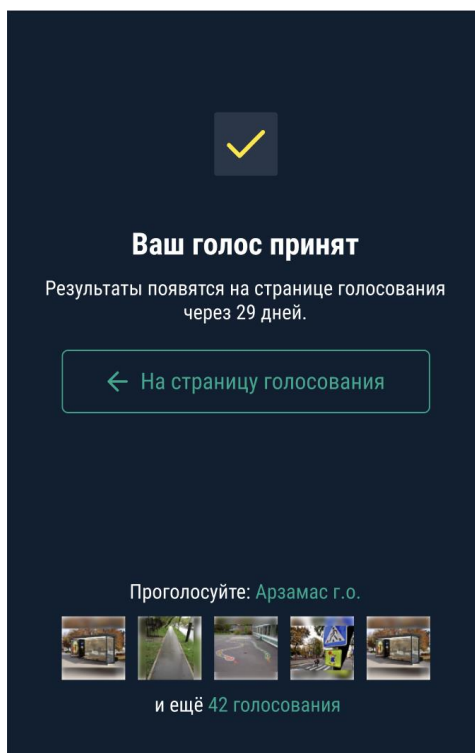 Ваш голос принят
Результаты появятся на странице голосования
через 29 дней.
← На страницу голосования
Проголосуйте: Арзамас г.о.
и ещё 42 голосования